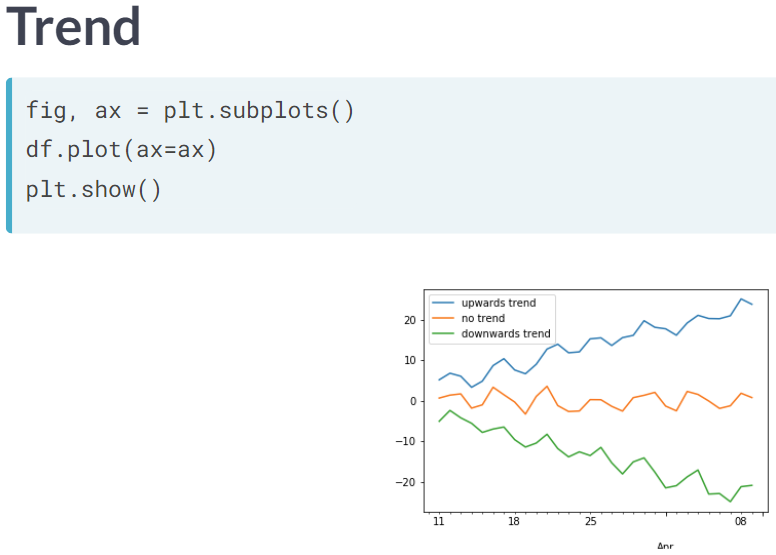 Trend
fig, ax = plt.subplots()
df.plot(ax=ax)
plt.show()
upwards trend
no trend
downwards trend
20
10
0
−10
−20
11
18
25
08
Apr